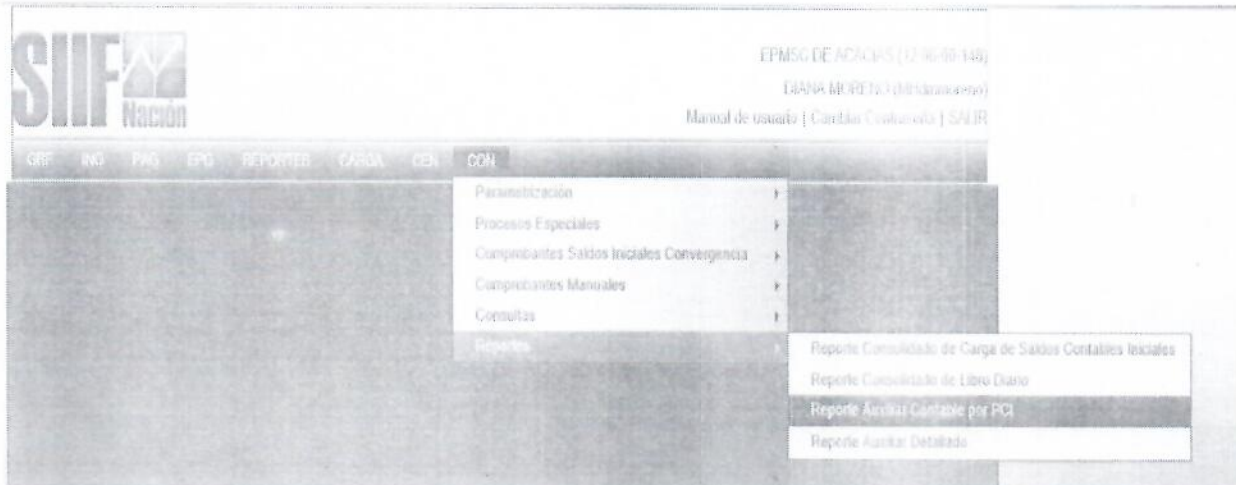 SIIF
Nación
EPMSC DE ACACIAS
DIANA MORENO
Manual de usuario | Cambiar Contraseña | SALIR
GRF ING PAG EPG REPORTES CARGA CEN CON
Parametrización
Procesos Especiales
Comprobantes Saldos Iniciales Convergencia
Comprobantes Manuales
Consultas
Reportes
Reporte Consolidado de Carga de Saldos Contables Iniciales
Reporte Consolidado de Libro Diario
Reporte Auxiliar Contable por PCI
Reporte Auxiliar Detallado